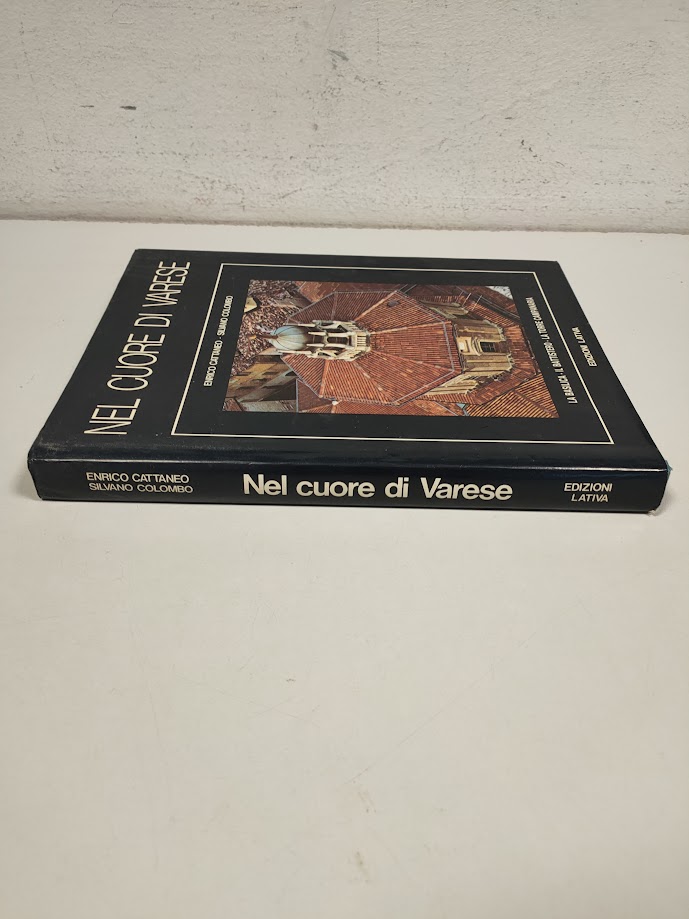 NEL CUORE DI VARESE
ENRICO CATTANEO - SILVANO COLOMBO
LA BASILICA - IL BATTISTERO - LA TORRE CAMPANARIA
EDIZIONI LATIVA
ENRICO CATTANEO
SILVANO COLOMBO
Nel cuore di Varese
EDIZIONI
LATIVA